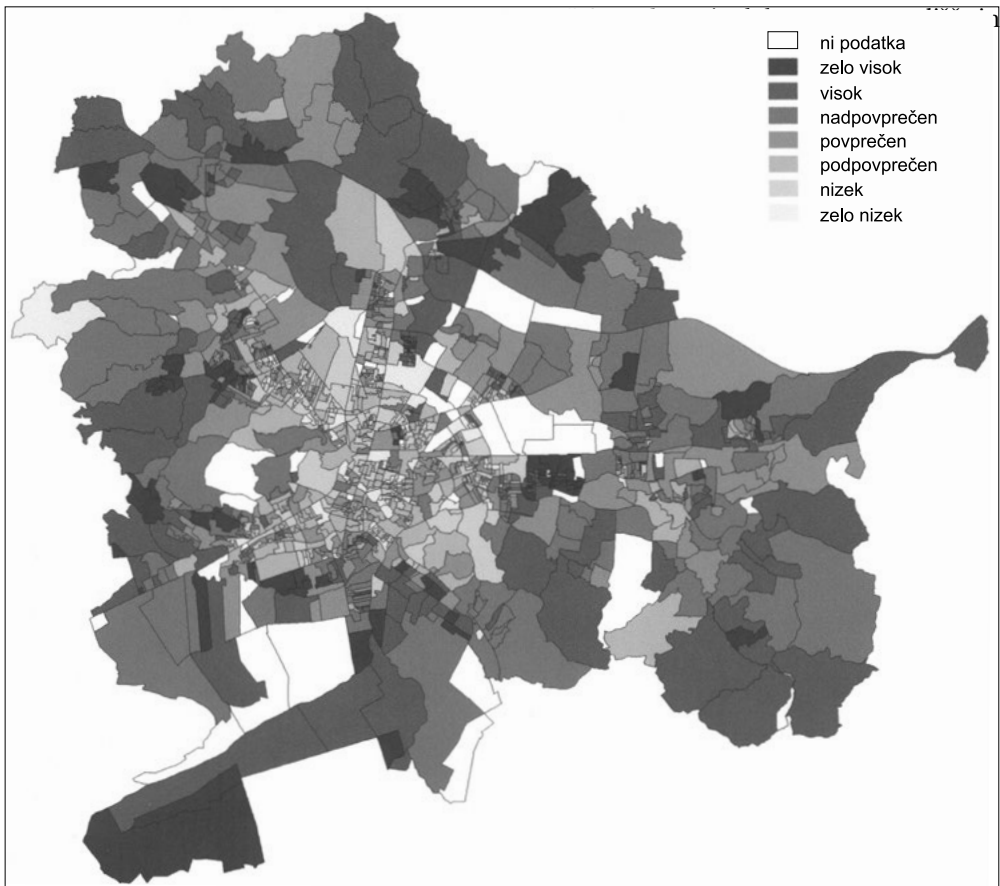 ni podatka
zelo visok
visok
nadpovprečen
povprečen
podpovprečen
nizek
zelo nizek